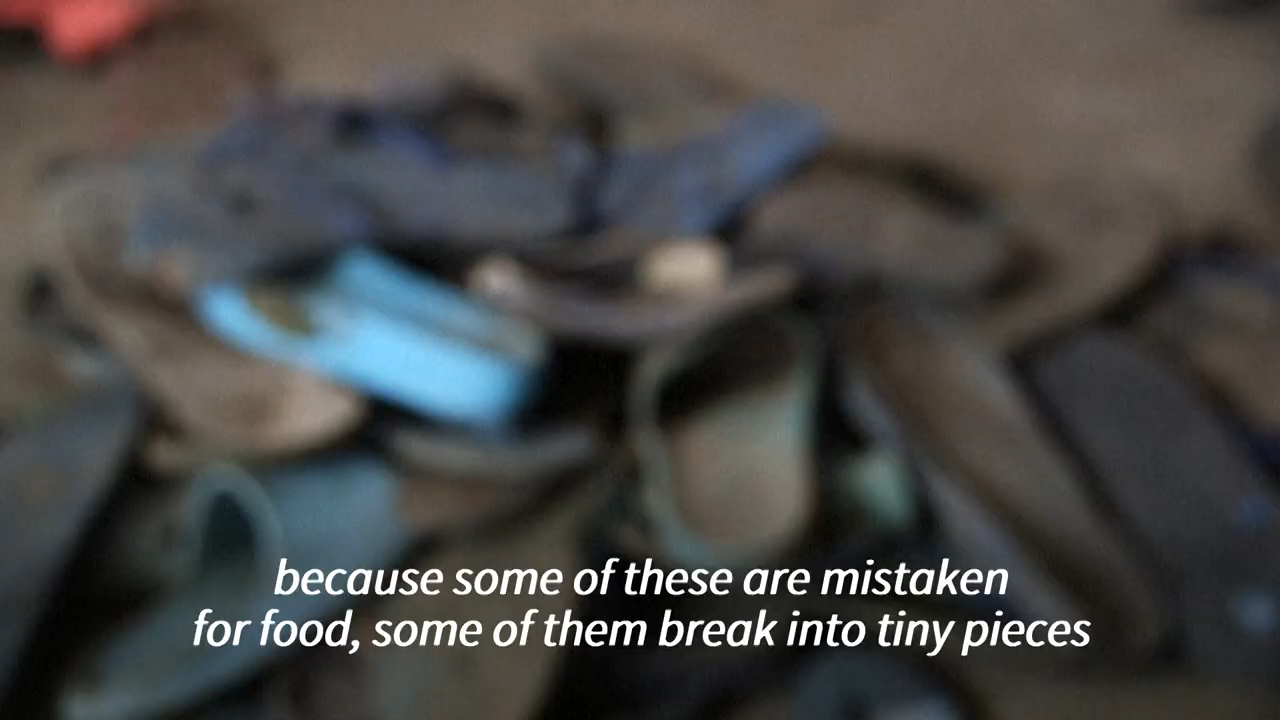 because some of these are mistaken
for food, some of them break into tiny pieces